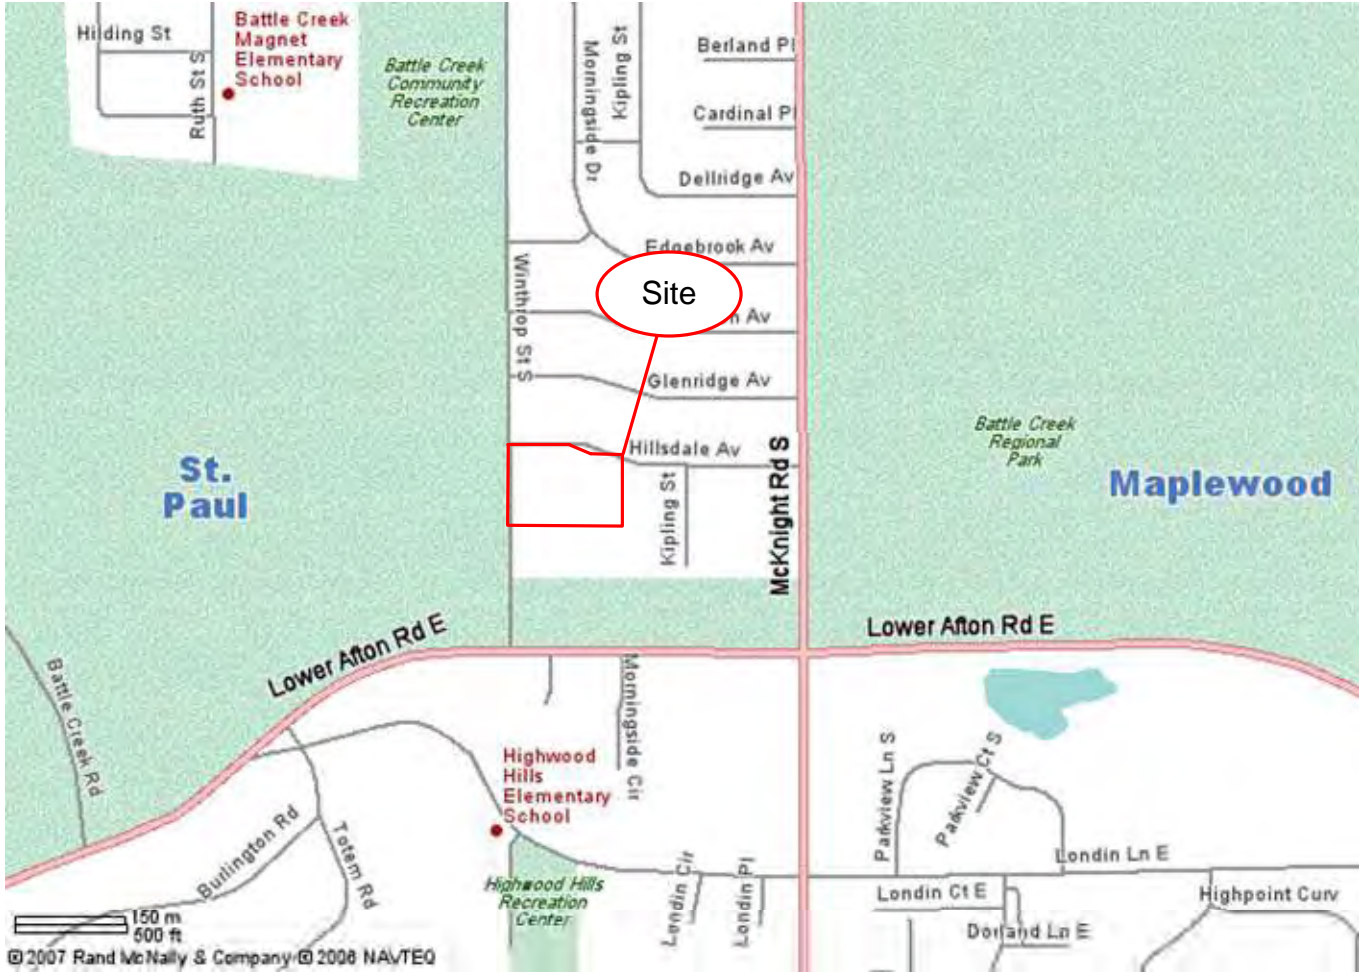 Hilding St
Ruth St S
Battle Creek
Magnet
Elementary
School
Battle Creek
Community
Recreation
Center
Morningside Dr
Kipling St
Berland Pl
Cardinal Pl
Dellridge Av
Edgebrook Av
Site
Av
Winthrop St S
Glenridge Av
Hillsdale Av
Kipling St
McKnight Rd S
St.
Paul
Battle Creek
Regional
Park
Maplewood
Lower Afton Rd E
Lower Afton Rd E
Battle Creek Rd
Morningside Cir
Highwood
Hills
Elementary
School
Burlington Rd
Totem Rd
Highwood Hills
Recreation
Center
Londin Cir
Londin Pl
Parkview Ln S
Parkview Ct S
Londin Ln E
Londin Ct E
Highpoint Curv
Dorland Ln E
150 m
500 ft
©2007 Rand McNally & Company © 2006 NAVTEQ